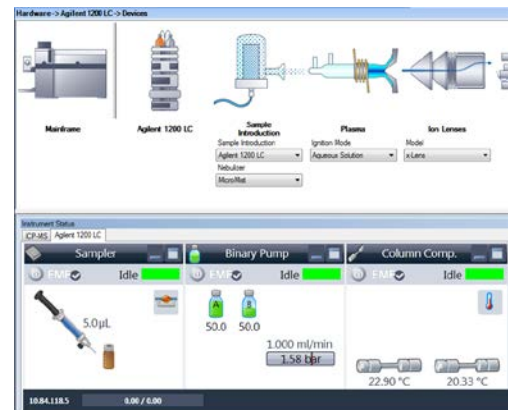 Hardware -> Agilent 1200 LC -> Devices
Mainframe
Agilent 1200 LC
Sample
Introduction
Plasma
Ion Lenses
Sample Introduction
Ignition Mode
Model
Agilent 1200 LC
Aqueous Solution
x-Lens
Nebulizer
MicroMist
Instrument Status
CP-MS
Agilent 1200 LC
Sampler
Binary Pump
Column Comp.
EMF
Idle
EMF
Idle
EMF
Idle
5.0µL
A
B
50.0
50.0
1.000 ml/min
1.58 bar
22.90 °C
20.33 °C
10.84.118.5
0.00 / 0.00